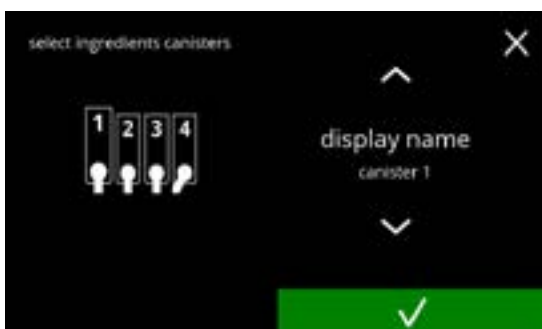 select ingredients canisters
1 2 3 4
display name
canister 1